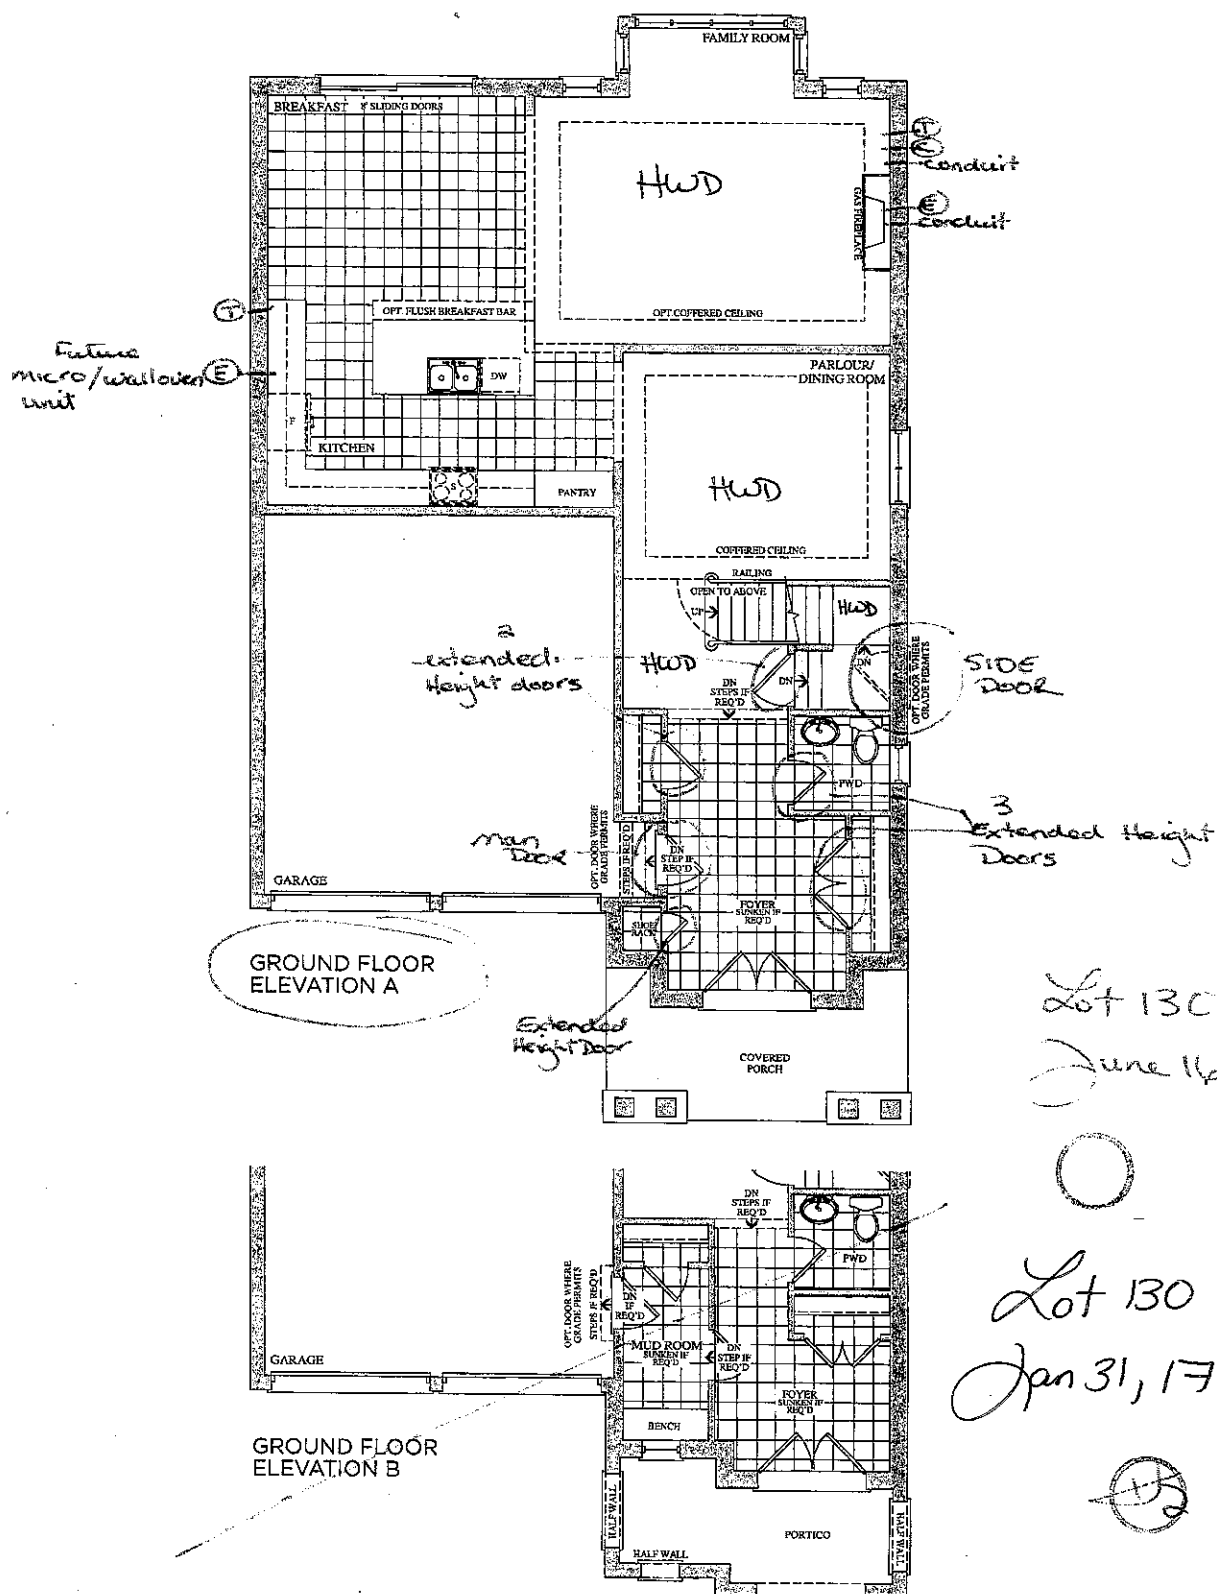 FAMILY ROOM
BREAKFAST
8' SLIDING DOORS
HWD
T
C
conduit
E
conduit
GAS FIREPLACE
T
OPT. FLUSH BREAKFAST BAR
OPT. COFFERED CEILING
Future
micro/walloven E
unit
DW
PARLOUR/
DINING ROOM
F
KITCHEN
S
PANTRY
HWD
COFFERED CEILING
RAILING
OPEN TO ABOVE
UP
HWD
2
extended
Height doors
HWD
DN
STEPS IF
REQ'D
DN
DN
OPT. DOOR WHERE
GRADE PERMITS
SIDE
DOOR
PWD
3
Extended Height
Doors
man
Door
OPT. DOOR WHERE
GRADE PERMITS
STEPS IF REQ'D
DN
STEP IF
REQ'D
GARAGE
FOYER
SUNKEN IF
REQ'D
SHOE
RACK
GROUND FLOOR
ELEVATION A
Extended
Height Door
COVERED
PORCH
Lot 130
June 16
DN
STEPS IF
REQ'D
PWD
OPT. DOOR WHERE
GRADE PERMITS
STEPS IF REQ'D
DN
IF
REQ'D
MUD ROOM
SUNKEN IF
REQ'D
DN
STEP IF
REQ'D
GARAGE
FOYER
SUNKEN IF
REQ'D
BENCH
Lot 130
Jan 31, 17
GROUND FLOOR
ELEVATION B
HALF WALL
PORTICO
HALF WALL
HALF WALL